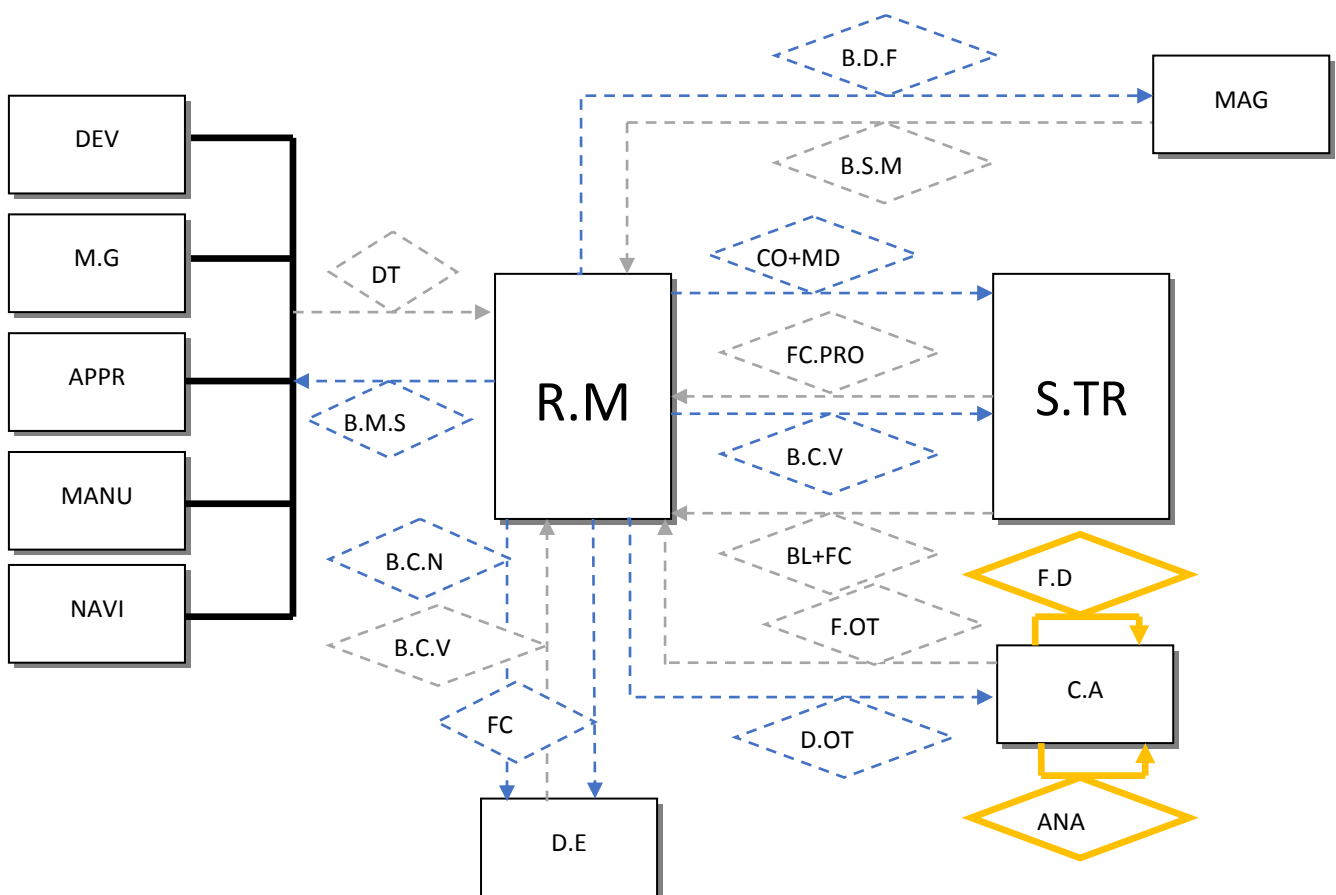 B.D.F
MAG
DEV
B.S.M
M.G
DT
CO+MD
APPR
R.M
FC.PRO
S.TR
B.M.S
B.C.V
MANU
B.C.N
BL+FC
F.D
NAVI
B.C.V
F.OT
C.A
FC
D.OT
ANA
D.E